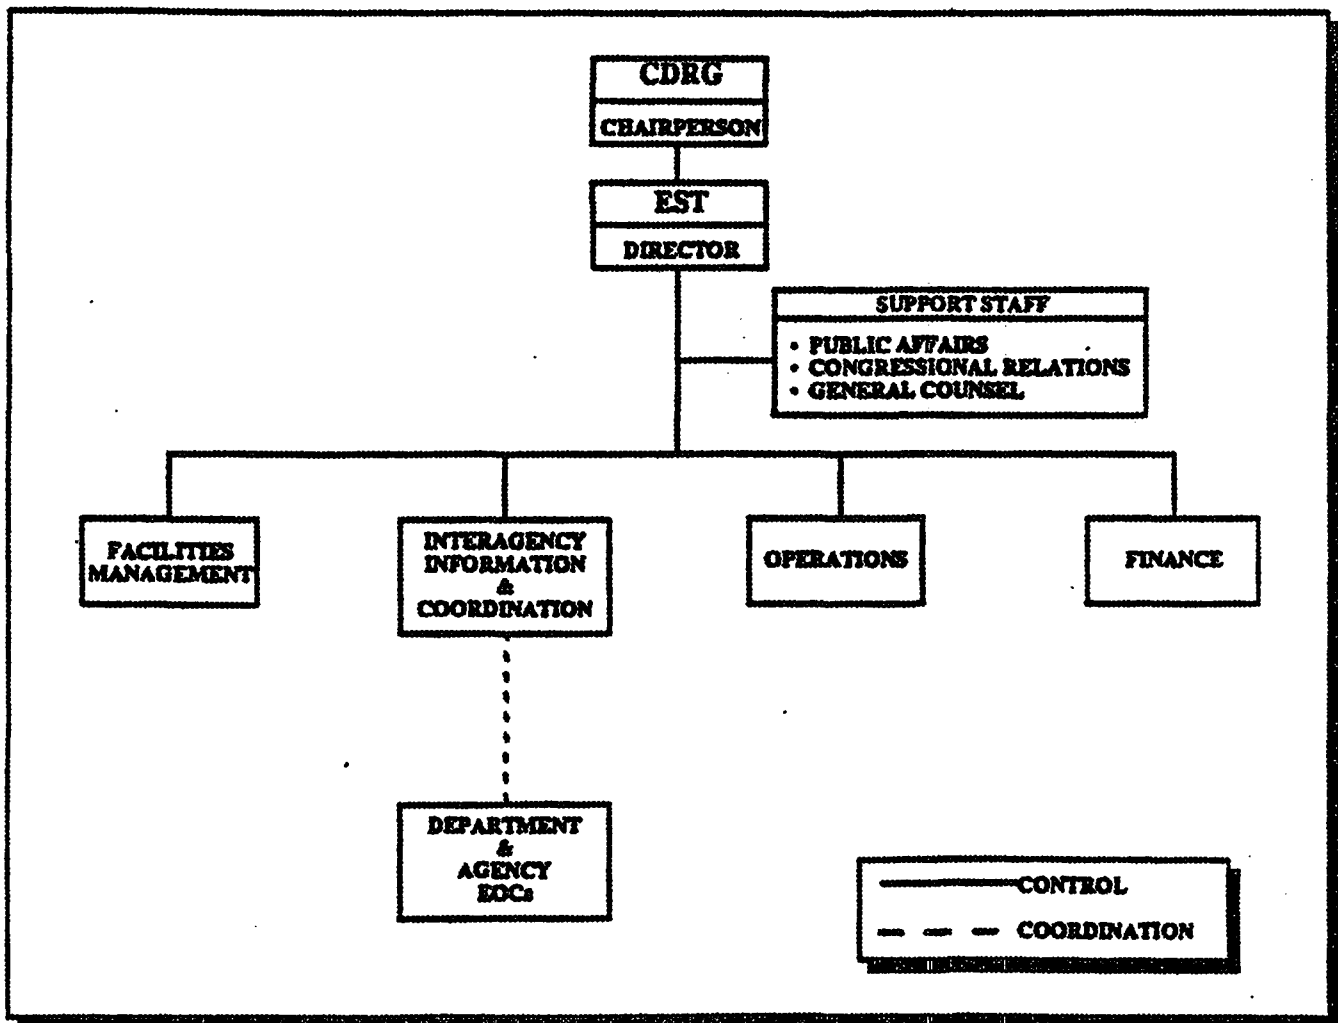 CDRG
CHAIRPERSON
EST
DIRECTOR
SUPPORT STAFF
• PUBLIC AFFAIRS
• CONGRESSIONAL RELATIONS
• GENERAL COUNSEL
FACILITIES
MANAGEMENT
INTERAGENCY
INFORMATION
&
COORDINATION
OPERATIONS
FINANCE
DEPARTMENT
&
AGENCY
EOCs
CONTROL
COORDINATION